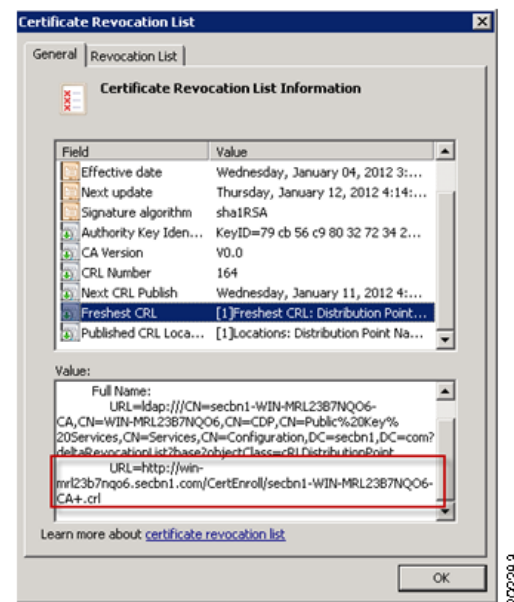 Certificate Revocation List
General Revocation List
Certificate Revocation List Information
Field Value
Effective date Wednesday, January 04, 2012 3:...
Next update Thursday, January 12, 2012 4:14:...
Signature algorithm sha1RSA
Authority Key Iden... KeyID=79 cb 56 c9 80 32 72 34 2...
CA Version V0.0
CRL Number 164
Next CRL Publish Wednesday, January 11, 2012 4:...
Freshest CRL [1]Freshest CRL: Distribution Point...
Published CRL Loca... [1]Locations: Distribution Point Na...
Value:
Full Name:
URL=ldap:///CN=secbn1-WIN-MRL23B7NQO6-
CA,CN=WIN-MRL23B7NQO6,CN=CDP,CN=Public%20Key%
20Services,CN=Services,CN=Configuration,DC=secbn1,DC=com?
deltaRevocationList?base?objectClass=cRLDistributionPoint
URL=http://win-
mrl23b7nqo6.secbn1.com/CertEnroll/secbn1-WIN-MRL23B7NQO6-
CA+.crl
Learn more about certificate revocation list
OK